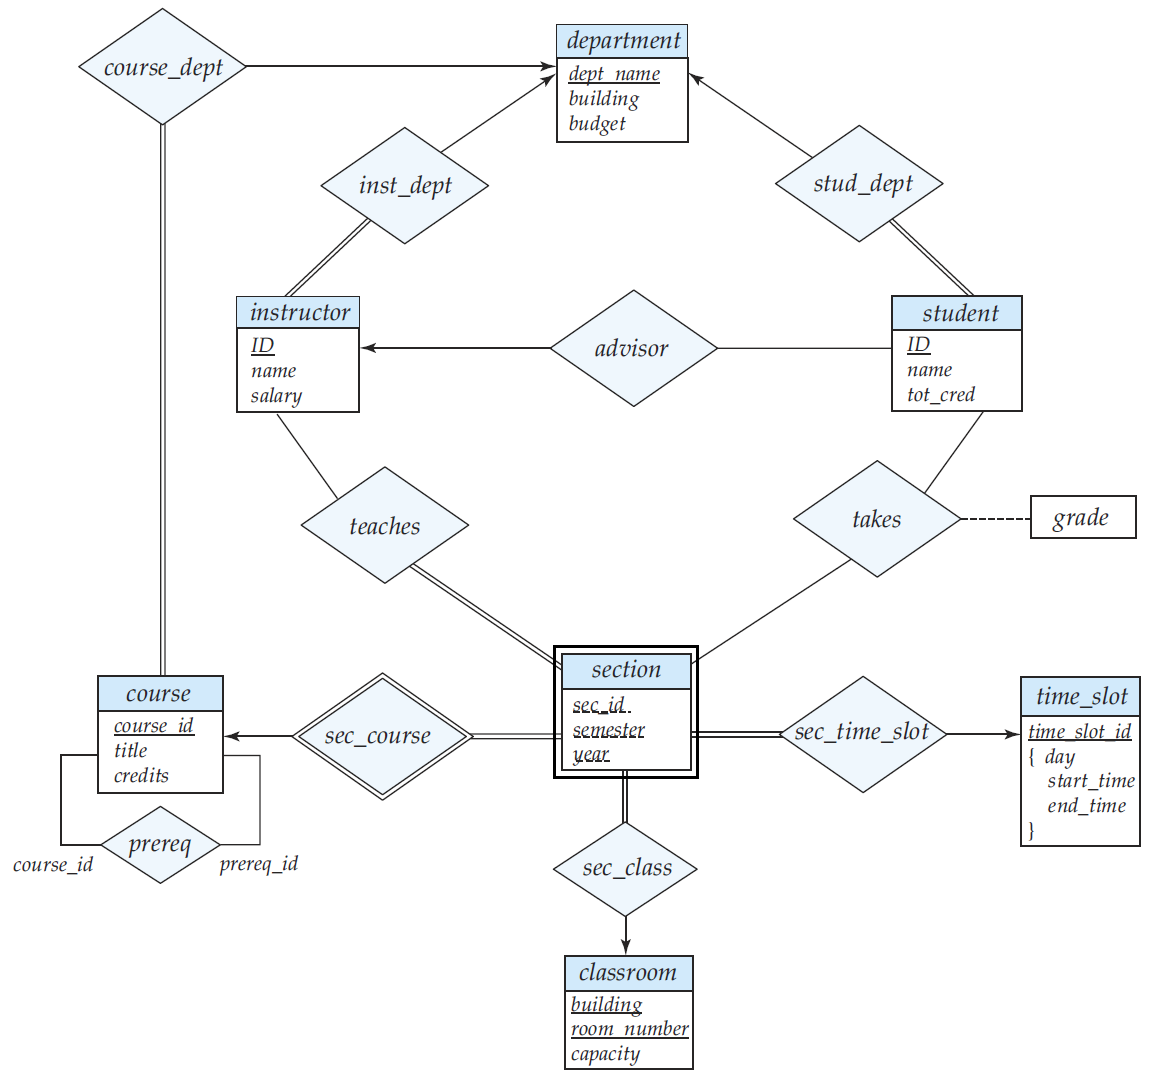 course_dept
department
dept_name
building
budget
inst_dept
stud_dept
instructor
ID
name
salary
advisor
student
ID
name
tot_cred
teaches
takes
grade
course
course_id
title
credits
sec_course
section
sec_id
semester
year
sec_time_slot
time_slot
time_slot_id
{ day
start_time
end_time
}
prereq
course_id
prereq_id
sec_class
classroom
building
room_number
capacity